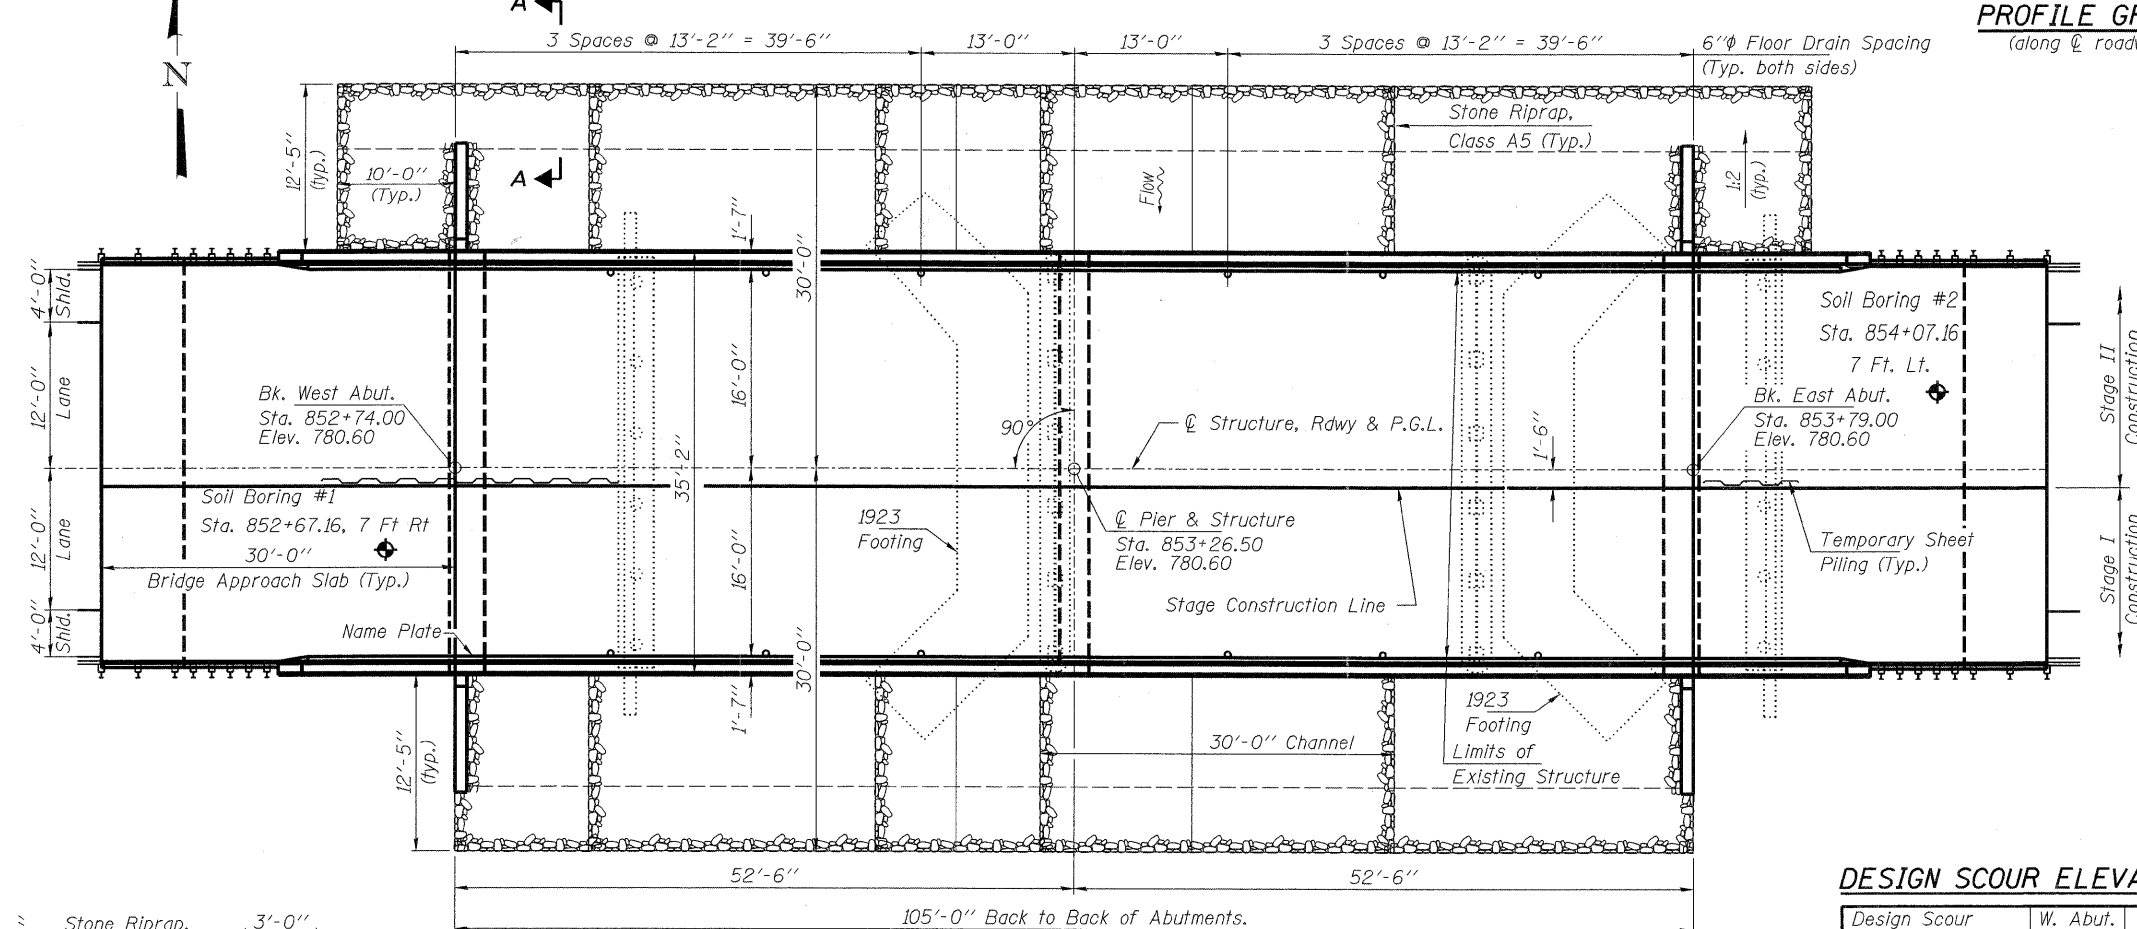 A
3 Spaces @ 13'-2" = 39'-6"
13'-0"
13'-0"
3 Spaces @ 13'-2" = 39'-6"
6"ϕ Floor Drain Spacing
(Typ. both sides)
PROFILE
(along ℄
N
12'-5"
(typ.)
10'-0"
(Typ.)
A
1'-7"
30'-0"
Flow
Stone Riprap,
Class A5 (Typ.)
1:2
(typ.)
4'-0"
Shld.
12'-0"
Lane
12'-0"
Lane
4'-0"
Shld.
Bk. West Abut.
Sta. 852+74.00
Elev. 780.60
16'-0"
35'-2"
90°
℄ Structure, Rdwy & P.G.L.
1'-6"
Soil Boring #2
Sta. 854+07.16
7 Ft. Lt.
Bk. East Abut.
Sta. 853+79.00
Elev. 780.60
Stage II
Construction
Soil Boring #1
Sta. 852+67.16, 7 Ft Rt
30'-0"
Bridge Approach Slab (Typ.)
Name Plate
16'-0"
1923
Footing
℄ Pier & Structure
Sta. 853+26.50
Elev. 780.60
Stage Construction Line
Temporary Sheet
Piling (Typ.)
Stage I
Construction
30'-0"
1'-7"
12'-5"
(typ.)
30'-0" Channel
1923
Footing
Limits of
Existing Structure
52'-6"
52'-6"
105'-0" Back to Back of Abutments.
DESIGN SCOUR
Design Scour
W. Abut.
" Stone Riprap,
3'-0"